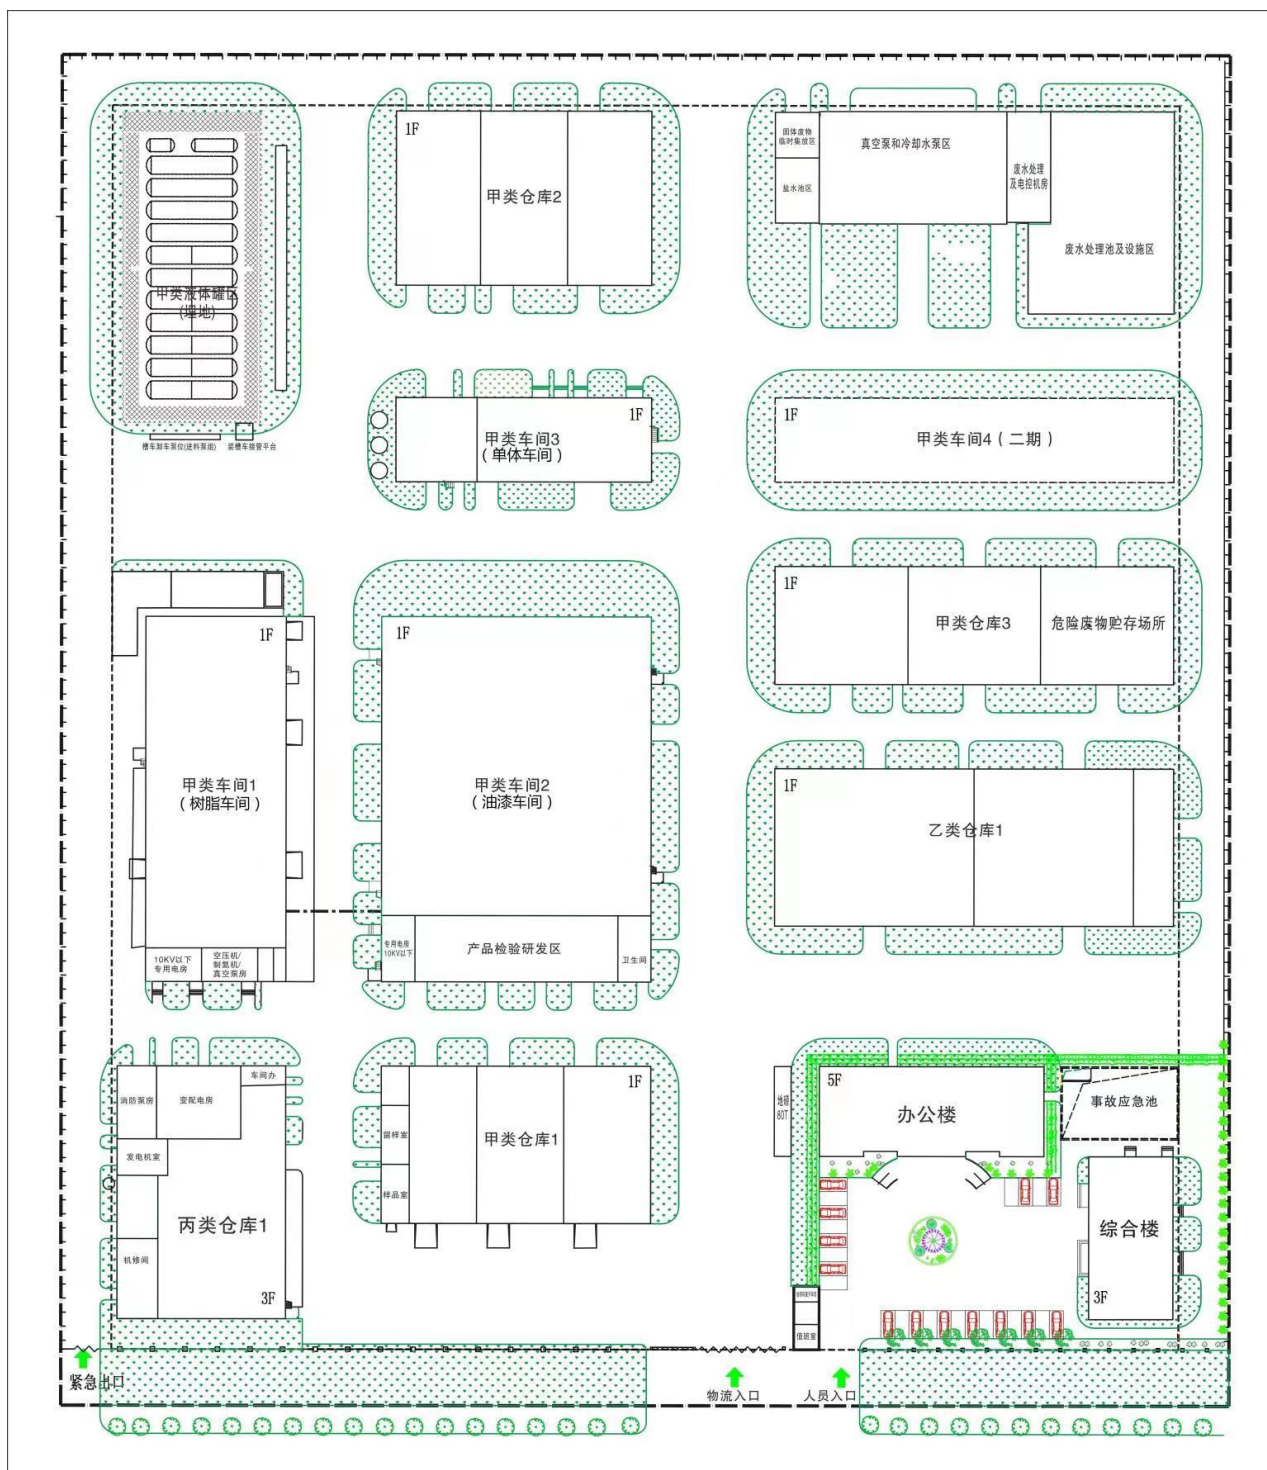 1F
甲类仓库2
固体废物
临时集放区
盐水池区
真空泵和冷却水泵区
废水处理
及电控机房
废水处理池及设施区
甲类液体罐区
(埋地)
槽车卸车泵位(进料泵组)
装槽车接管平台
1F
甲类车间3
（单体车间）
1F
甲类车间4（二期）
1F
甲类仓库3
危险废物贮存场所
1F
甲类车间1
（树脂车间）
10KV以下
专用电房
空压机/
制氮机/
真空泵房
1F
甲类车间2
（油漆车间）
专用电房
10KV以下
产品检验研发区
卫生间
1F
乙类仓库1
消防泵房
变配电房
车间办
发电机室
丙类仓库1
机修间
3F
1F
留样室
样品室
甲类仓库1
地磅
80T
5F
办公楼
事故应急池
综合楼
3F
值班室
紧急出口
物流入口
人员入口